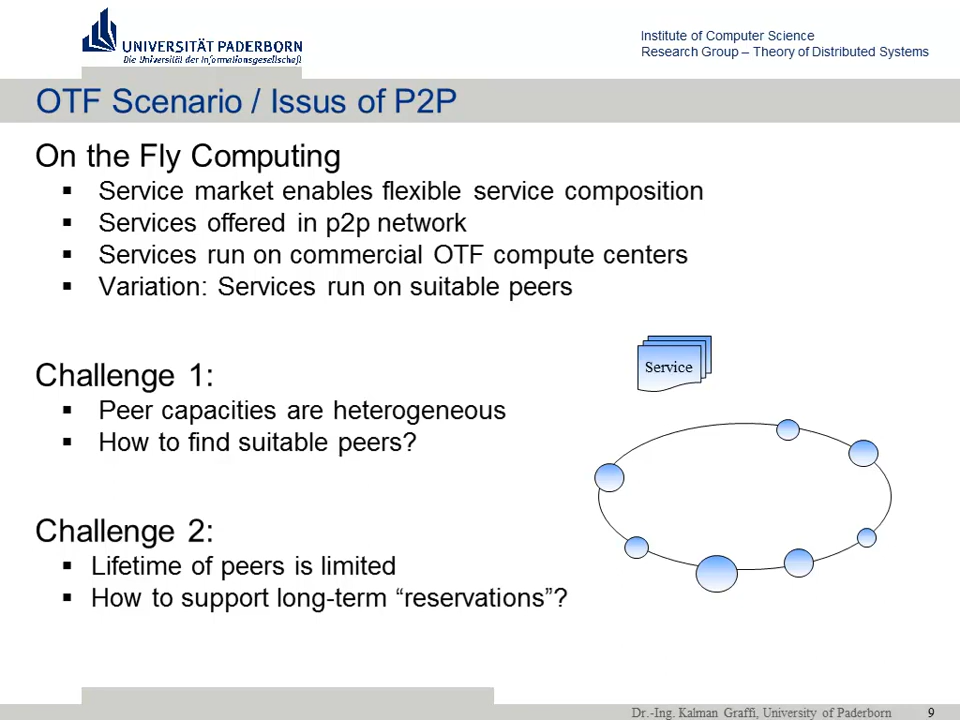 UNIVERSITÄT PADERBORN
Die Universität der Informationsgesellschaft
Institute of Computer Science
Research Group – Theory of Distributed Systems
OTF Scenario / Issus of P2P
On the Fly Computing
▪ Service market enables flexible service composition
▪ Services offered in p2p network
▪ Services run on commercial OTF compute centers
▪ Variation: Services run on suitable peers
Challenge 1:
▪ Peer capacities are heterogeneous
▪ How to find suitable peers?
Service
Challenge 2:
▪ Lifetime of peers is limited
▪ How to support long-term “reservations”?
Dr.-Ing. Kalman Graffi, University of Paderborn 9